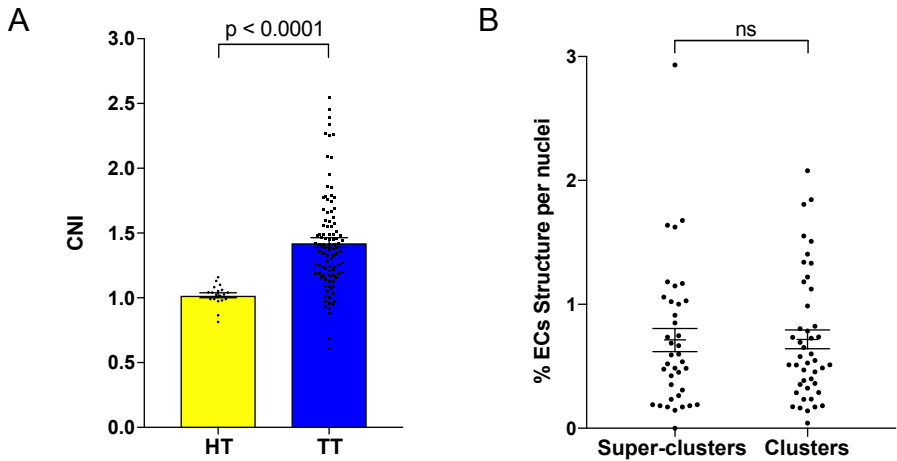 A
p < 0.0001
CNI
3.0
2.5
2.0
1.5
1.0
0.5
0.0
HT
TT
B
ns
% ECs Structure per nuclei
3
2
1
0
Super-clusters
Clusters